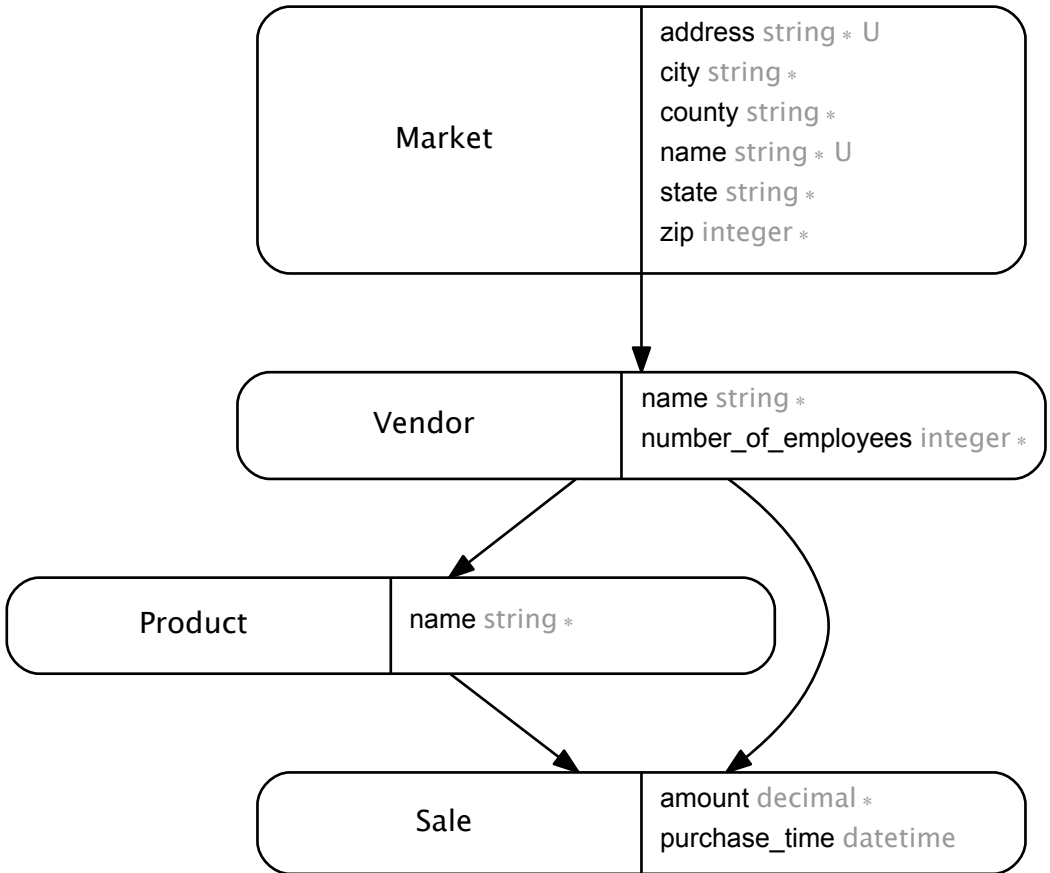 Market
address string * U
city string *
county string *
name string * U
state string *
zip integer *
Vendor
name string *
number_of_employees integer *
Product
name string *
Sale
amount decimal *
purchase_time datetime